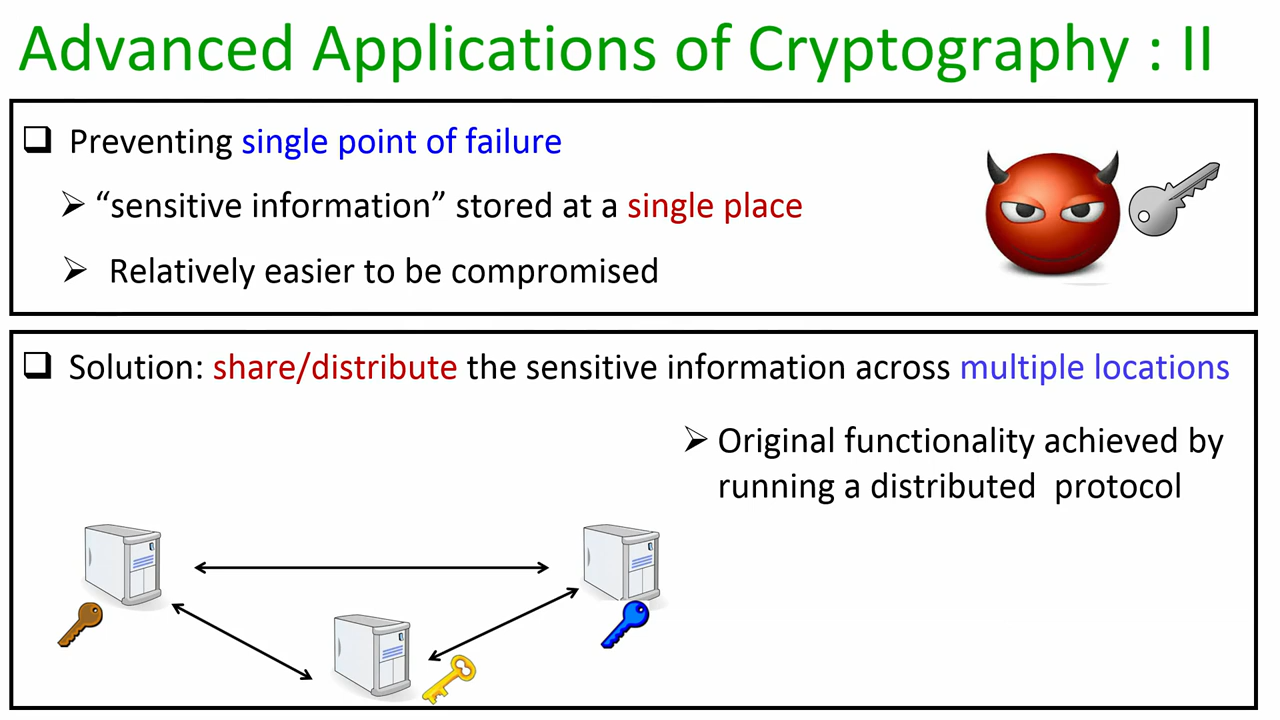 Advanced Applications of Cryptography : II
Preventing single point of failure
“sensitive information” stored at a single place
Relatively easier to be compromised
Solution: share/distribute the sensitive information across multiple locations
Original functionality achieved by
running a distributed protocol